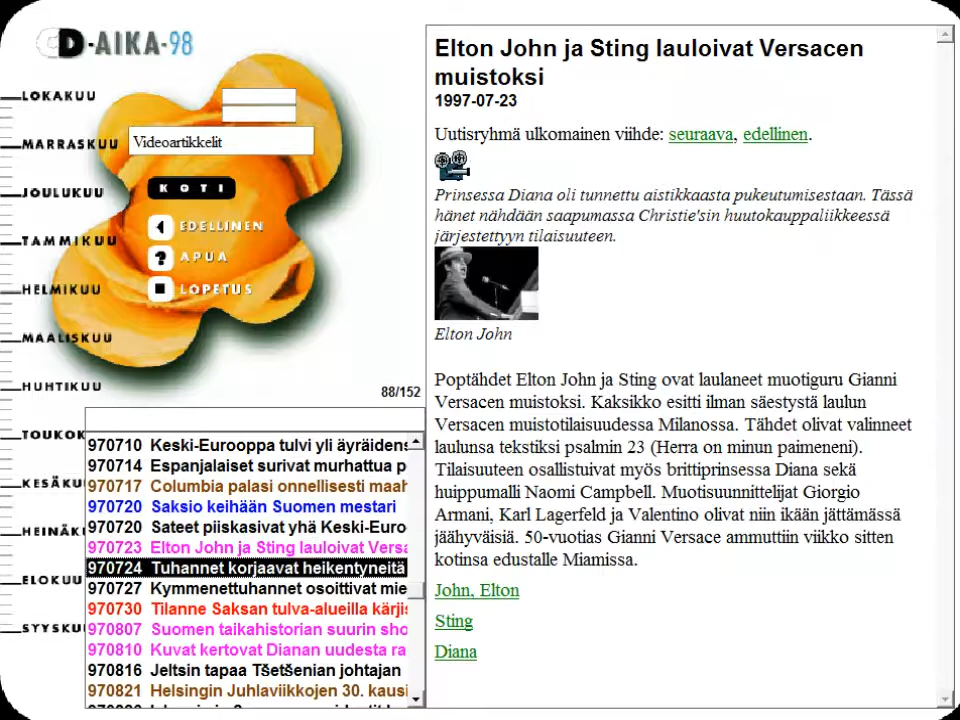 CD-AIKA-98
LOKAKUU
MARRASKUU
JOULUKUU
TAMMIKUU
HELMIKUU
MAALISKUU
HUHTIKUU
TOUKOK
KESÄKU
HEINÄK
ELOKUU
SYYSKU
Videoartikkelit
KOTI
EDELLINEN
? APUA
LOPETUS
88/152
970710 Keski-Eurooppa tulvi yli äyräidens
970714 Espanjalaiset surivat murhattua p
970717 Columbia palasi onnellisesti maah
970720 Saksio keihään Suomen mestari
970720 Sateet piiskasivat yhä Keski-Euro
970723 Elton John ja Sting lauloivat Versa
970724 Tuhannet korjaavat heikentyneitä
970727 Kymmenettuhannet osoittivat mie
970730 Tilanne Saksan tulva-alueilla kärjis
970807 Suomen taikahistorian suurin sho
970810 Kuvat kertovat Dianan uudesta ra
970816 Jeltsin tapaa Tšetšenian johtajan
970821 Helsingin Juhlaviikkojen 30. kausi
Elton John ja Sting lauloivat Versacen
muistoksi
1997-07-23
Uutisryhmä ulkomainen viihde: seuraava, edellinen.
Prinsessa Diana oli tunnettu aistikkaasta pukeutumisestaan. Tässä
hänet nähdään saapumassa Christie'sin huutokauppaliikkeessä
järjestettyyn tilaisuuteen.
Elton John
Poptähdet Elton John ja Sting ovat laulaneet muotiguru Gianni
Versacen muistoksi. Kaksikko esitti ilman säestystä laulun
Versacen muistotilaisuudessa Milanossa. Tähdet olivat valinneet
laulunsa tekstiksi psalmin 23 (Herra on minun paimeneni).
Tilaisuuteen osallistuivat myös brittiprinsessa Diana sekä
huippumalli Naomi Campbell. Muotisuunnittelijat Giorgio
Armani, Karl Lagerfeld ja Valentino olivat niin ikään jättämässä
jäähyväisiä. 50-vuotias Gianni Versace ammuttiin viikko sitten
kotinsa edustalle Miamissa.
John, Elton
Sting
Diana